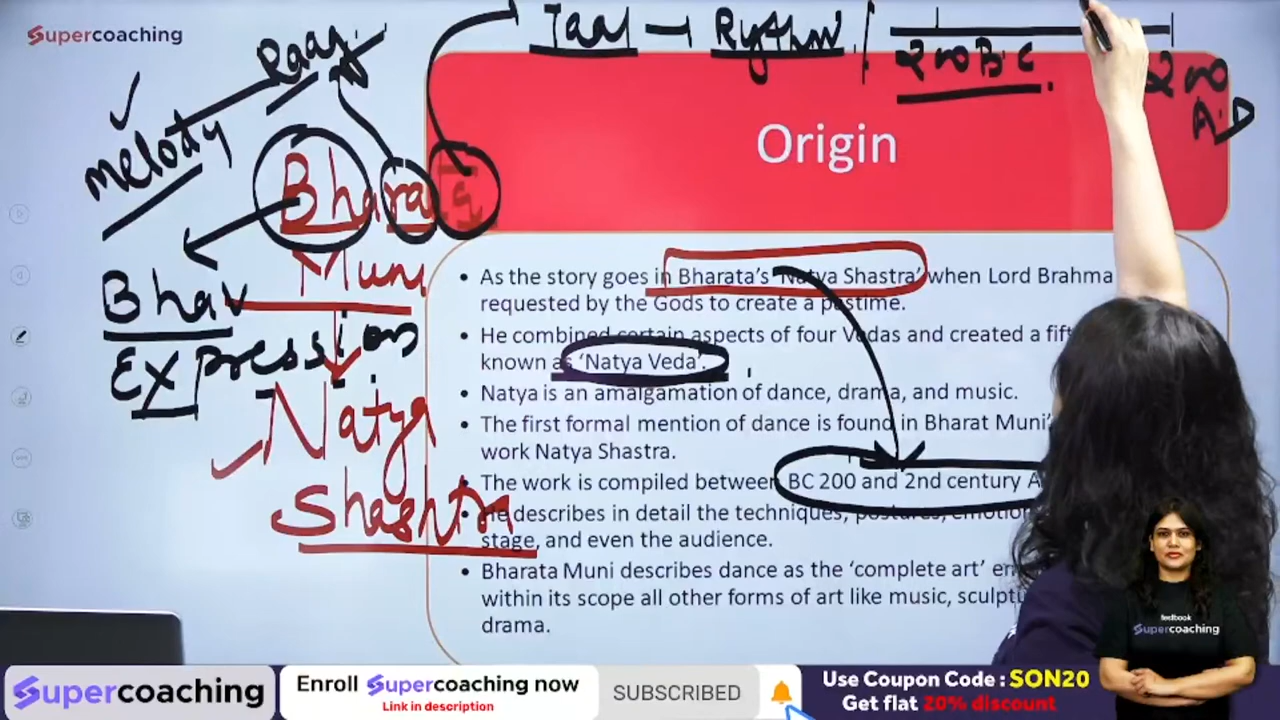 Supercoaching
Raag
melody
Taal → Rythm
200 BC
200
A.D
Bharat
Muni
Bhav
Expression
Natya
Shashtra
Origin
• As the story goes in Bharata's 'Natya Shastra' when Lord Brahma
requested by the Gods to create a pastime.
• He combined certain aspects of four Vedas and created a fift
known as 'Natya Veda'.
• Natya is an amalgamation of dance, drama, and music.
• The first formal mention of dance is found in Bharat Muni'
work Natya Shastra.
• The work is compiled between BC 200 and 2nd century A
• He describes in detail the techniques, postures, emotion
stage, and even the audience.
• Bharata Muni describes dance as the 'complete art' en
within its scope all other forms of art like music, sculptu
drama.
testbook
Supercoaching
Supercoaching
Enroll Supercoaching now
Link in description
SUBSCRIBED
Use Coupon Code : SON20
Get flat 20% discount